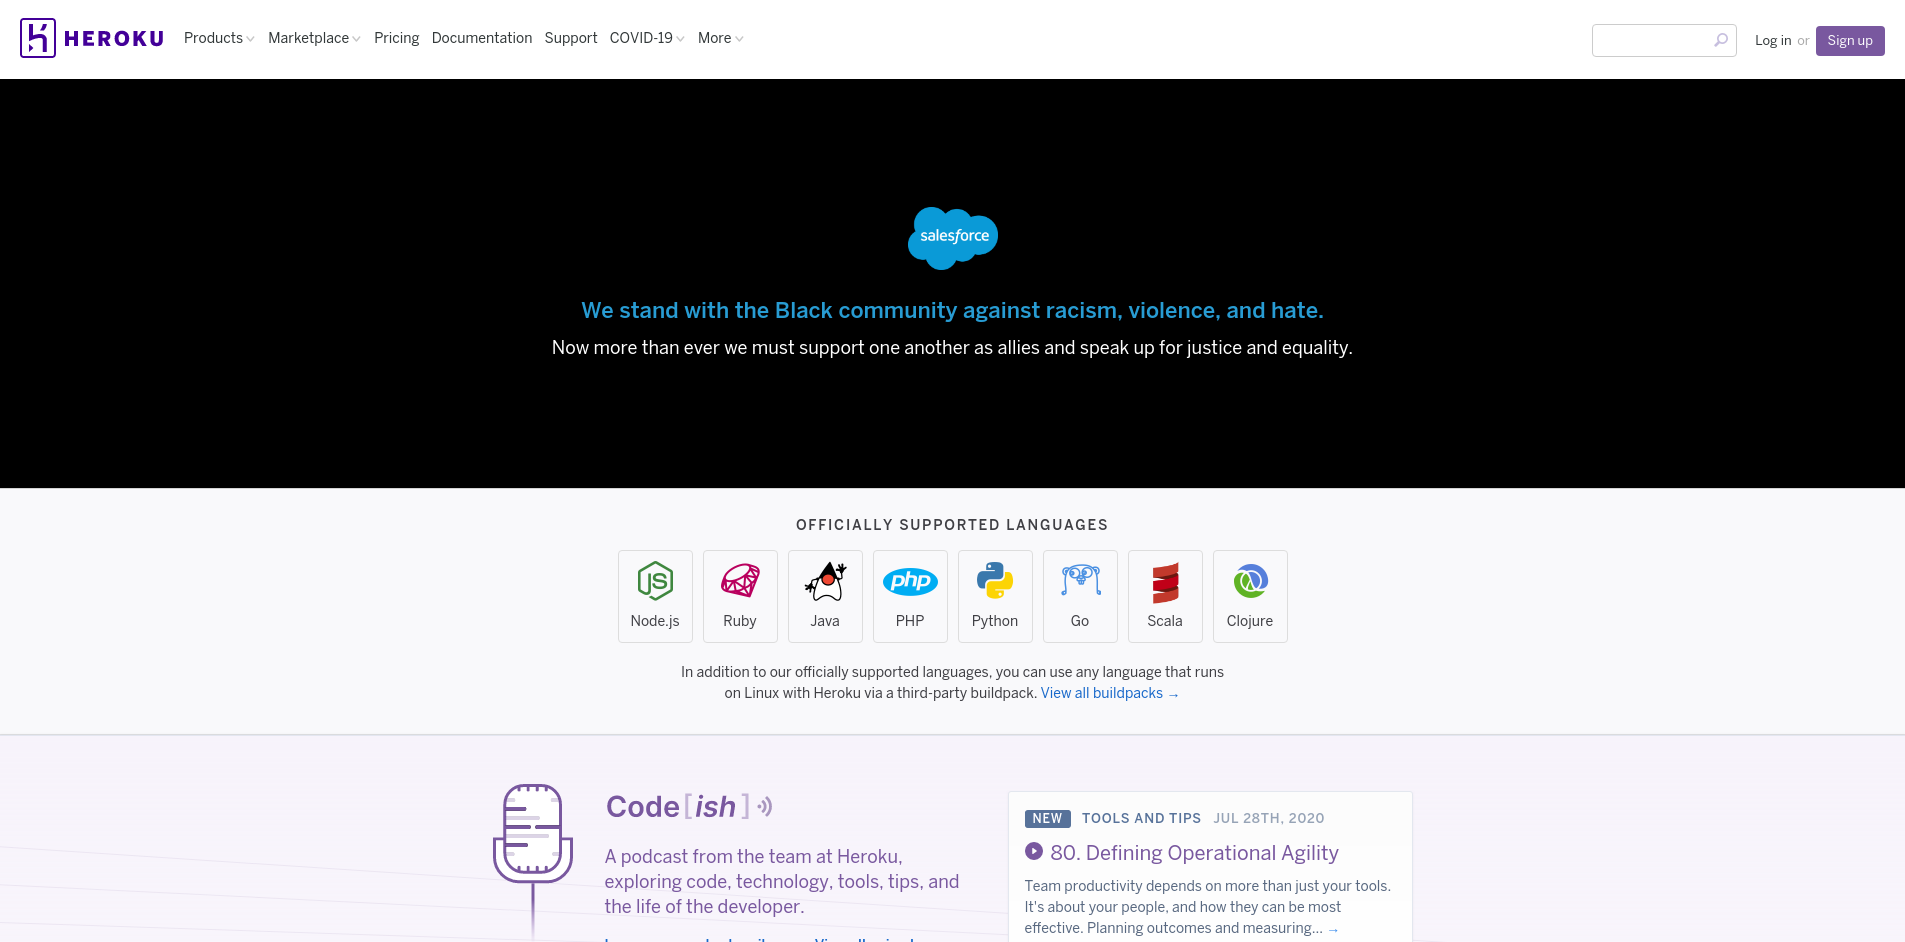 HEROKU Products Marketplace Pricing Documentation Support COVID-19 More Log in or Sign up
salesforce
We stand with the Black community against racism, violence, and hate.
Now more than ever we must support one another as allies and speak up for justice and equality.
OFFICIALLY SUPPORTED LANGUAGES
JS php
Node.js Ruby Java PHP Python Go Scala Clojure
In addition to our officially supported languages, you can use any language that runs
on Linux with Heroku via a third-party buildpack. View all buildpacks →
Code[ish]
A podcast from the team at Heroku,
exploring code, technology, tools, tips, and
the life of the developer.
NEW TOOLS AND TIPS JUL 28TH, 2020
80. Defining Operational Agility
Team productivity depends on more than just your tools.
It's about your people, and how they can be most
effective. Planning outcomes and measuring... →